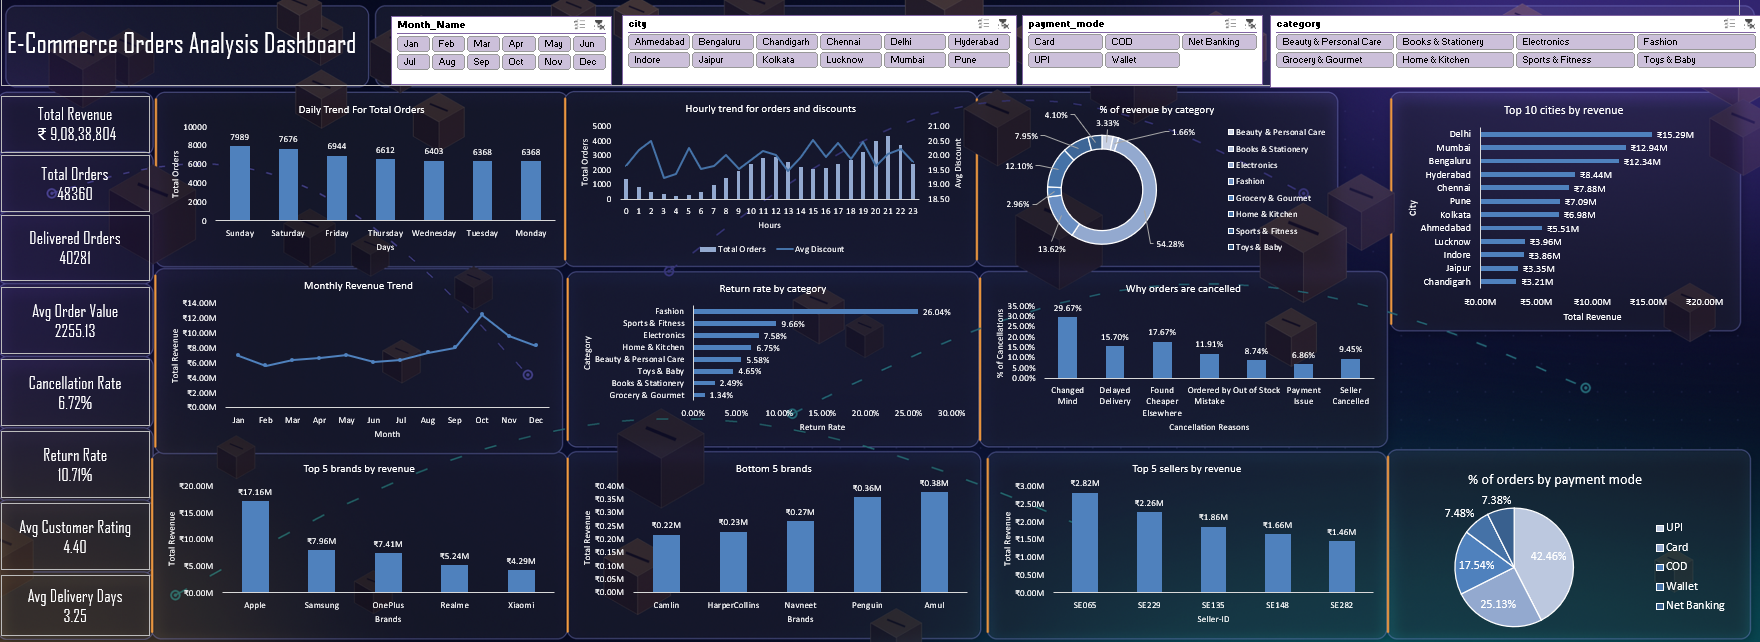 E-Commerce Orders Analysis Dashboard
Month_Name
Jan Feb Mar Apr May Jun
Jul Aug Sep Oct Nov Dec
city
Ahmedabad Bengaluru Chandigarh Chennai Delhi Hyderabad
Indore Jaipur Kolkata Lucknow Mumbai Pune
payment_mode
Card COD Net Banking
UPI Wallet
category
Beauty & Personal Care Books & Stationery Electronics Fashion
Grocery & Gourmet Home & Kitchen Sports & Fitness Toys & Baby
Total Revenue
₹ 9,08,38,804
Total Orders
48360
Delivered Orders
40281
Avg Order Value
2255.13
Cancellation Rate
6.72%
Return Rate
10.71%
Avg Customer Rating
4.40
Avg Delivery Days
3.25
Daily Trend For Total Orders
Total Orders
10000
8000
6000
4000
2000
0
7989 7676 6944 6612 6403 6368 6368
Sunday Saturday Friday Thursday Wednesday Tuesday Monday
Days
Hourly trend for orders and discounts
Total Orders
5000
4000
3000
2000
1000
0
21.00
20.50
20.00
19.50
19.00
18.50
Avg Discount
0 1 2 3 4 5 6 7 8 9 10 11 12 13 14 15 16 17 18 19 20 21 22 23
Hours
Total Orders Avg Discount
% of revenue by category
4.10%
3.33%
1.66%
7.95%
12.10%
2.96%
13.62%
54.28%
Beauty & Personal Care
Books & Stationery
Electronics
Fashion
Grocery & Gourmet
Home & Kitchen
Sports & Fitness
Toys & Baby
Top 10 cities by revenue
City
Delhi ₹15.29M
Mumbai ₹12.94M
Bengaluru ₹12.34M
Hyderabad ₹8.44M
Chennai ₹7.88M
Pune ₹7.09M
Kolkata ₹6.98M
Ahmedabad ₹5.51M
Lucknow ₹3.96M
Indore ₹3.86M
Jaipur ₹3.35M
Chandigarh ₹3.21M
₹0.00M ₹5.00M ₹10.00M ₹15.00M ₹20.00M
Total Revenue
Monthly Revenue Trend
Total Revenue
₹14.00M
₹12.00M
₹10.00M
₹8.00M
₹6.00M
₹4.00M
₹2.00M
₹0.00M
Jan Feb Mar Apr May Jun Jul Aug Sep Oct Nov Dec
Month
Return rate by category
Category
Fashion 26.04%
Sports & Fitness 9.66%
Electronics 7.58%
Home & Kitchen 6.75%
Beauty & Personal Care 5.58%
Toys & Baby 4.65%
Books & Stationery 2.49%
Grocery & Gourmet 1.34%
0.00% 5.00% 10.00% 15.00% 20.00% 25.00% 30.00%
Return Rate
Why orders are cancelled
% of Cancellations
35.00%
30.00%
25.00%
20.00%
15.00%
10.00%
5.00%
0.00%
29.67% 15.70% 17.67% 11.91% 8.74% 6.86% 9.45%
Changed Mind
Delayed Delivery
Found Cheaper Elsewhere
Ordered by Mistake
Out of Stock
Payment Issue
Seller Cancelled
Cancellation Reasons
Top 5 brands by revenue
Total Revenue
₹20.00M
₹15.00M
₹10.00M
₹5.00M
₹0.00M
₹17.16M ₹7.96M ₹7.41M ₹5.24M ₹4.29M
Apple Samsung OnePlus Realme Xiaomi
Brands
Bottom 5 brands
Total Revenue
₹0.40M
₹0.35M
₹0.30M
₹0.25M
₹0.20M
₹0.15M
₹0.10M
₹0.05M
₹0.00M
₹0.22M ₹0.23M ₹0.27M ₹0.36M ₹0.38M
Camlin HarperCollins Navneet Penguin Amul
Brands
Top 5 sellers by revenue
Total Revenue
₹3.00M
₹2.50M
₹2.00M
₹1.50M
₹1.00M
₹0.50M
₹0.00M
₹2.82M ₹2.26M ₹1.86M ₹1.66M ₹1.46M
SE065 SE229 SE135 SE148 SE282
Seller-ID
% of orders by payment mode
7.38%
7.48%
17.54%
42.46%
25.13%
UPI
Card
COD
Wallet
Net Banking